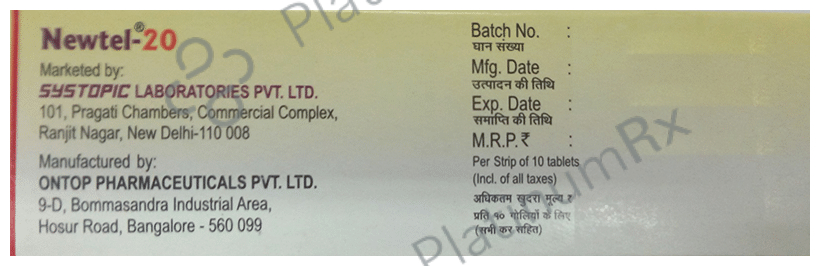 Newtel®-20
Marketed by:
SYSTOPIC LABORATORIES PVT. LTD.
101, Pragati Chambers, Commercial Complex,
Ranjit Nagar, New Delhi-110 008
Manufactured by:
ONTOP PHARMACEUTICALS PVT. LTD.
9-D, Bommasandra Industrial Area,
Hosur Road, Bangalore - 560 099
Batch No. :
घान संख्या
Mfg. Date :
उत्पादन की तिथि
Exp. Date :
समाप्ति की तिथि
M.R.P.₹ :
Per Strip of 10 tablets
(Incl. of all taxes)
अधिकतम खुदरा मूल्य ₹
प्रति १० गोलियों के लिए
(सभी कर सहित)
PlatinumRx